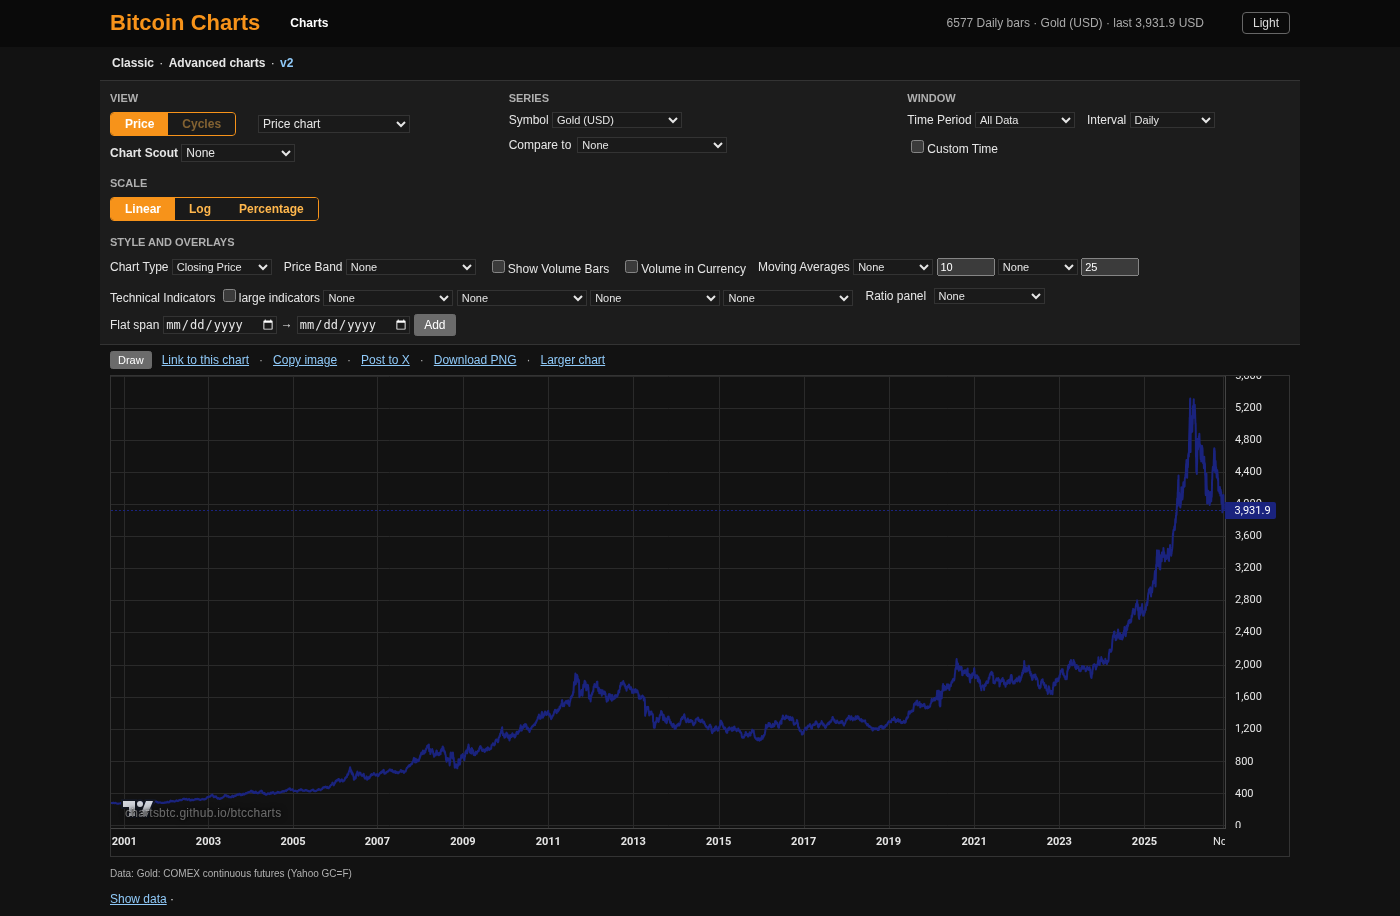 Bitcoin Charts
Charts
6577 Daily bars · Gold (USD) · last 3,931.9 USD
Light
Classic · Advanced charts · v2
VIEW
Price Cycles Price chart
Chart Scout None
SERIES
Symbol Gold (USD)
Compare to None
WINDOW
Time Period All Data Interval Daily
Custom Time
SCALE
Linear Log Percentage
STYLE AND OVERLAYS
Chart Type Closing Price Price Band None Show Volume Bars Volume in Currency Moving Averages None 10 None 25
Technical Indicators large indicators None None None None Ratio panel None
Flat span mm/dd/yyyy → mm/dd/yyyy Add
Draw Link to this chart · Copy image · Post to X · Download PNG · Larger chart
5,200
4,800
4,400
3,931.9
3,600
3,200
2,800
2,400
2,000
1,600
1,200
800
400
0
chartsbtc.github.io/btccharts
2001 2003 2005 2007 2009 2011 2013 2015 2017 2019 2021 2023 2025
Data: Gold: COMEX continuous futures (Yahoo GC=F)
Show data ·